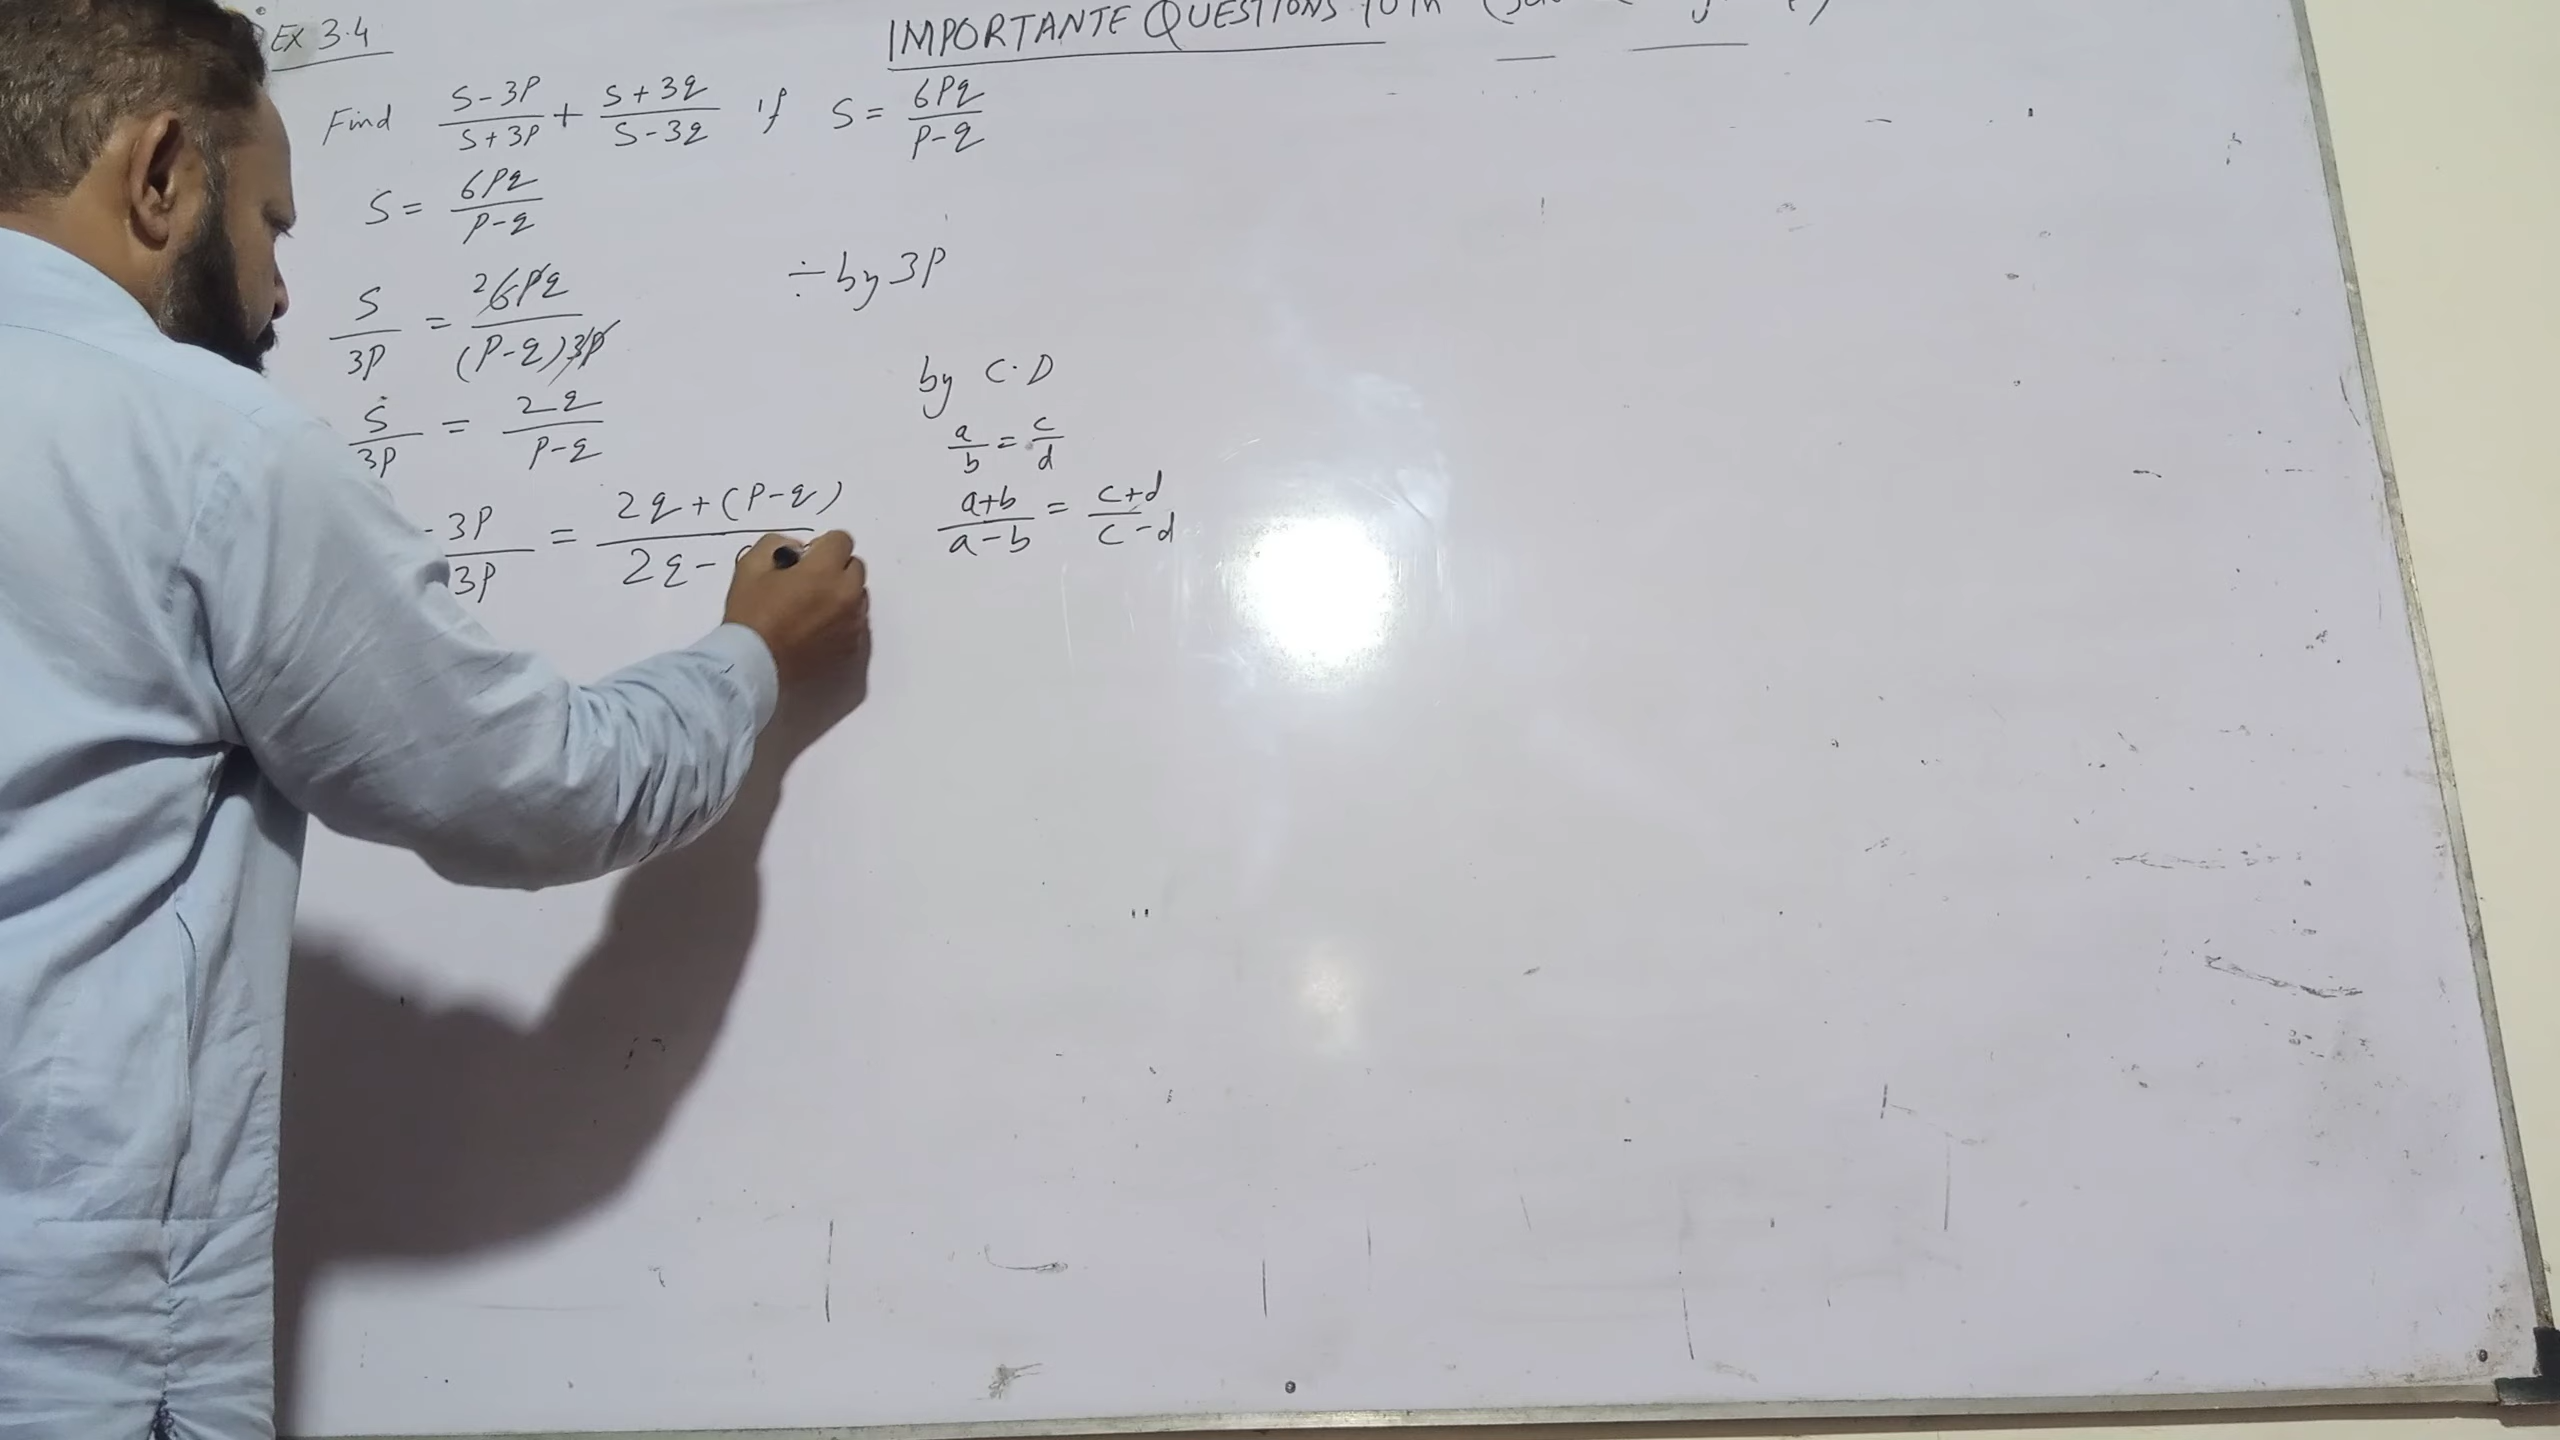 Ex 3.4
IMPORTANTE QUESTIONS 10th
Find (S-3P)/(S+3P) + (S+3q)/(S-3q) if S = 6Pq/(P-q)
S = 6Pq/(P-q)
÷ by 3P
S/3P = 2 6Pq/((P-q)3P)
by C.D
S/3P = 2q/(P-q)
a/b = c/d
-3P/3P = (2q+(P-q))/(2q-
(a+b)/(a-b) = (c+d)/(c-d)